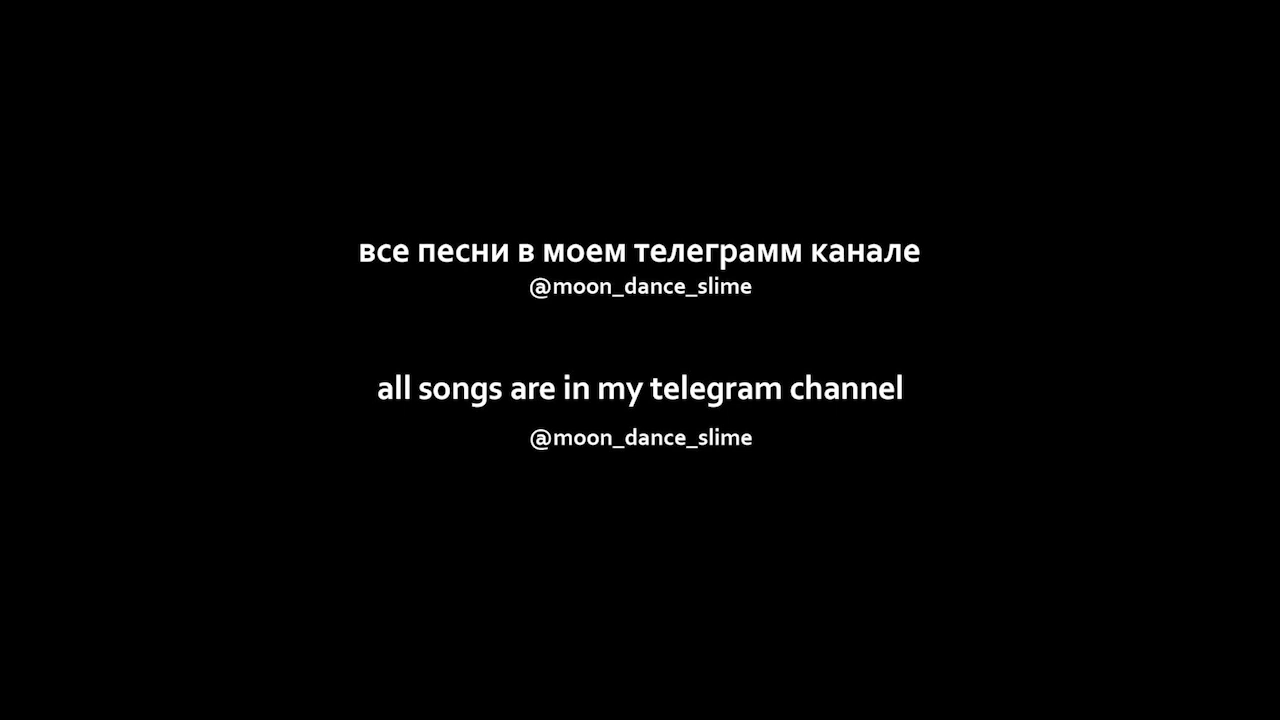 все песни в моем телеграмм канале
@moon_dance_slime
all songs are in my telegram channel
@moon_dance_slime